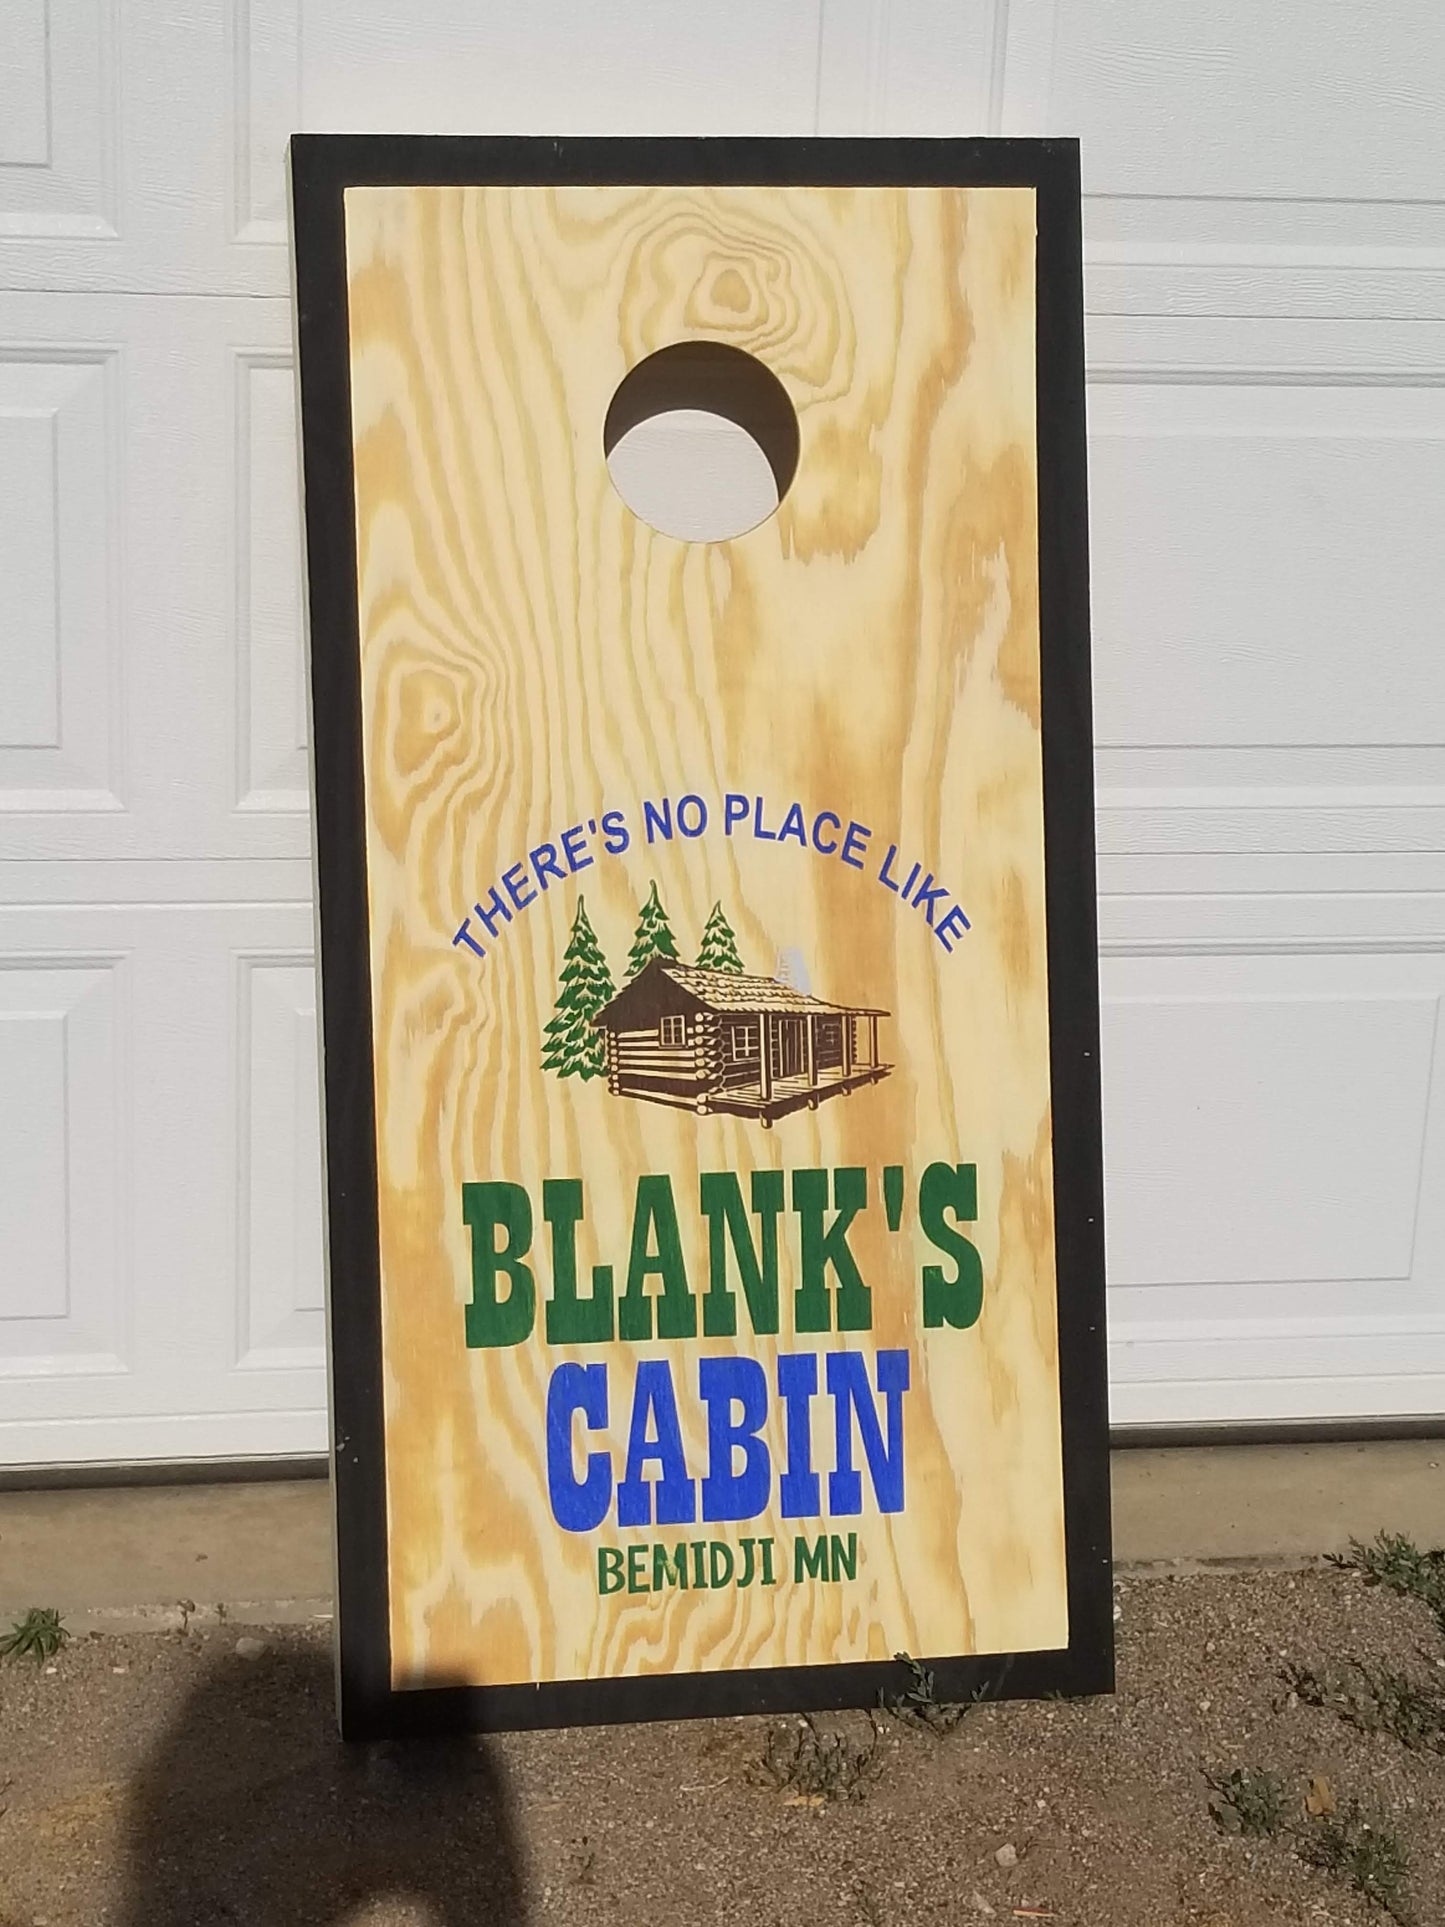 THERE'S NO PLACE LIKE
BLANK'S
CABIN
BEMIDJI MN